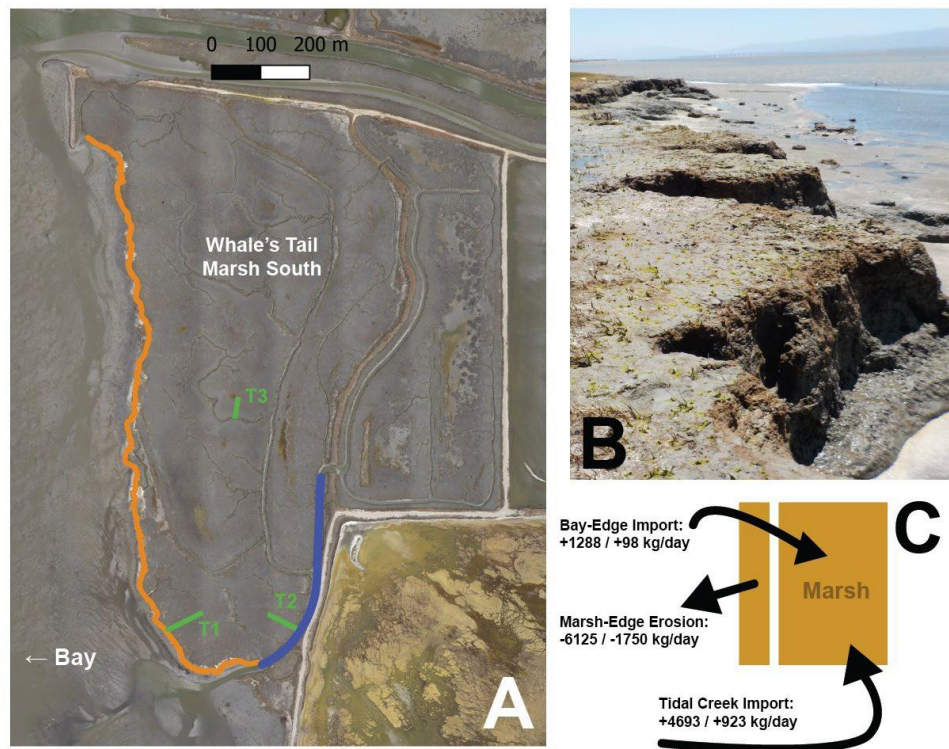 0 100 200 m
Whale's Tail
Marsh South
T3
T1
T2
← Bay
A
B
C
Bay-Edge Import:
+1288 / +98 kg/day
Marsh
Marsh-Edge Erosion:
-6125 / -1750 kg/day
Tidal Creek Import:
+4693 / +923 kg/day